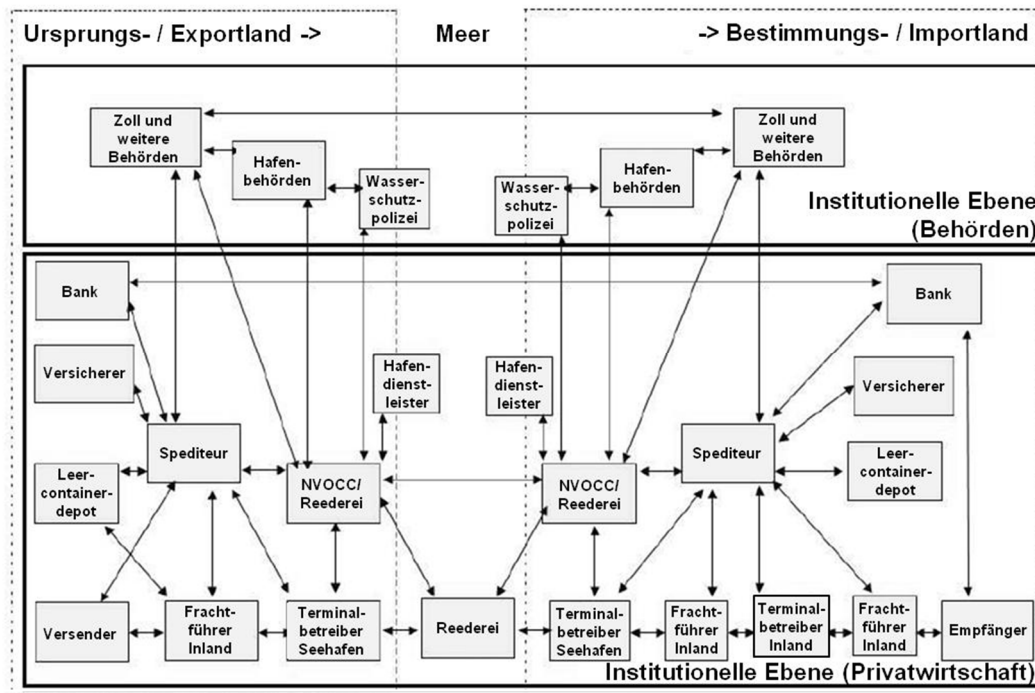 Ursprungs- / Exportland ->
Meer
-> Bestimmungs- / Importland
Zoll und
weitere
Behörden
Hafen-
behörden
Wasser-
schutz-
polizei
Wasser-
schutz-
polizei
Hafen-
behörden
Zoll und
weitere
Behörden
Institutionelle Ebene
(Behörden)
Bank
Bank
Versicherer
Hafen-
dienst-
leister
Hafen-
dienst-
leister
Versicherer
Spediteur
Spediteur
Leer-
container-
depot
NVOCC/
Reederei
NVOCC/
Reederei
Leer-
container-
depot
Versender
Fracht-
führer
Inland
Terminal-
betreiber
Seehafen
Reederei
Terminal-
betreiber
Seehafen
Fracht-
führer
Inland
Terminal-
betreiber
Inland
Fracht-
führer
Inland
Empfänger
Institutionelle Ebene (Privatwirtschaft)